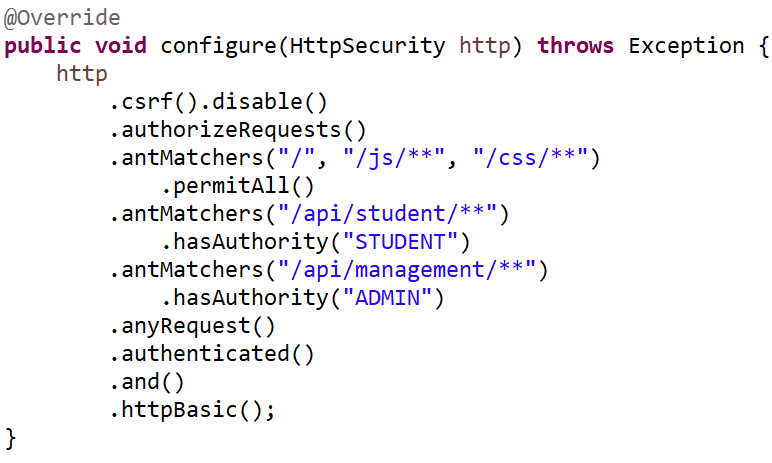 @Override
public void configure(HttpSecurity http) throws Exception {
    http
        .csrf().disable()
        .authorizeRequests()
        .antMatchers("/", "/js/**", "/css/**")
            .permitAll()
        .antMatchers("/api/student/**")
            .hasAuthority("STUDENT")
        .antMatchers("/api/management/**")
            .hasAuthority("ADMIN")
        .anyRequest()
        .authenticated()
        .and()
        .httpBasic();
}